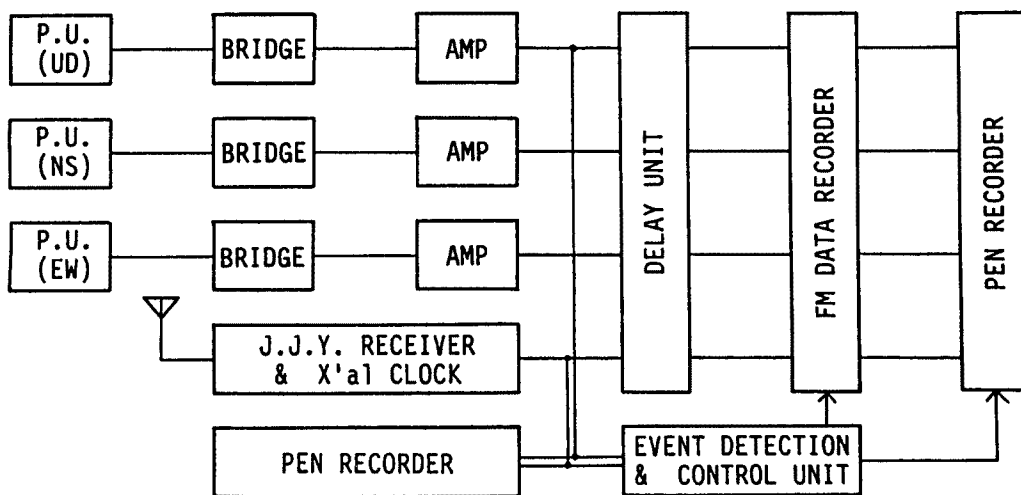 P.U.
(UD)
BRIDGE
AMP
P.U.
(NS)
BRIDGE
AMP
P.U.
(EW)
BRIDGE
AMP
J.J.Y. RECEIVER
& X'al CLOCK
PEN RECORDER
DELAY UNIT
FM DATA RECORDER
PEN RECORDER
EVENT DETECTION
& CONTROL UNIT